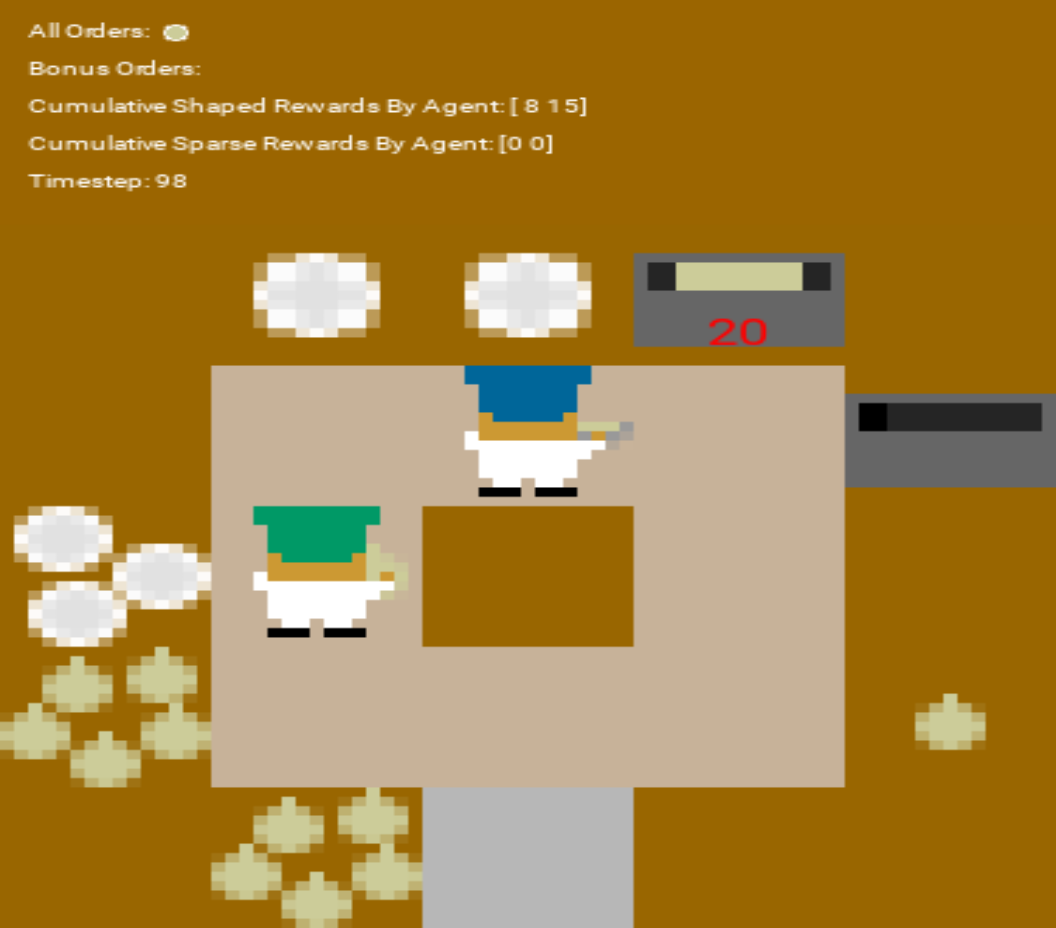 All Orders:
Bonus Orders:
Cumulative Shaped Rewards By Agent: [ 8 15]
Cumulative Sparse Rewards By Agent: [0 0]
Timestep: 98
20